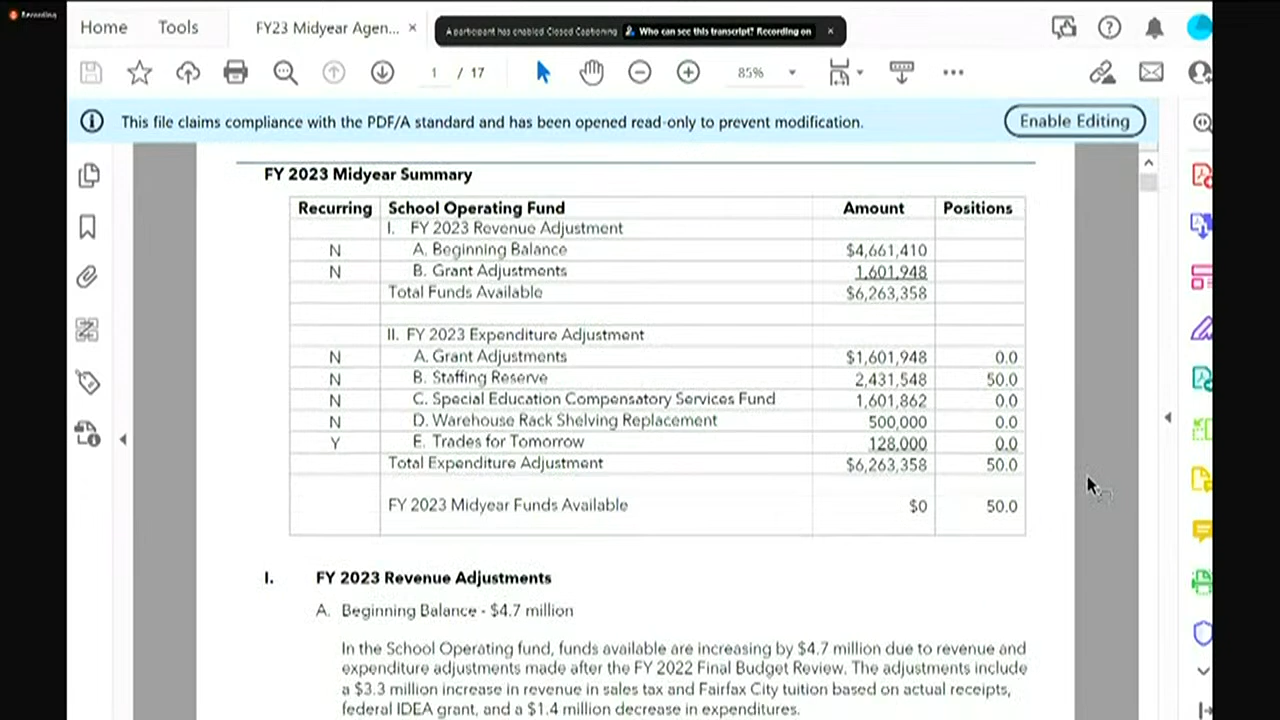 Recording
Home Tools FY23 Midyear Agen... ×
A participant has enabled Closed Captioning Who can see this transcript? Recording on ×
1 / 17 85%
This file claims compliance with the PDF/A standard and has been opened read-only to prevent modification. Enable Editing
FY 2023 Midyear Summary
Recurring School Operating Fund Amount Positions
I. FY 2023 Revenue Adjustment
N A. Beginning Balance $4,661,410
N B. Grant Adjustments 1,601,948
Total Funds Available $6,263,358
II. FY 2023 Expenditure Adjustment
N A. Grant Adjustments $1,601,948 0.0
N B. Staffing Reserve 2,431,548 50.0
N C. Special Education Compensatory Services Fund 1,601,862 0.0
N D. Warehouse Rack Shelving Replacement 500,000 0.0
Y E. Trades for Tomorrow 128,000 0.0
Total Expenditure Adjustment $6,263,358 50.0
FY 2023 Midyear Funds Available $0 50.0
I. FY 2023 Revenue Adjustments
A. Beginning Balance - $4.7 million
In the School Operating fund, funds available are increasing by $4.7 million due to revenue and
expenditure adjustments made after the FY 2022 Final Budget Review. The adjustments include
a $3.3 million increase in revenue in sales tax and Fairfax City tuition based on actual receipts,
federal IDEA grant, and a $1.4 million decrease in expenditures.